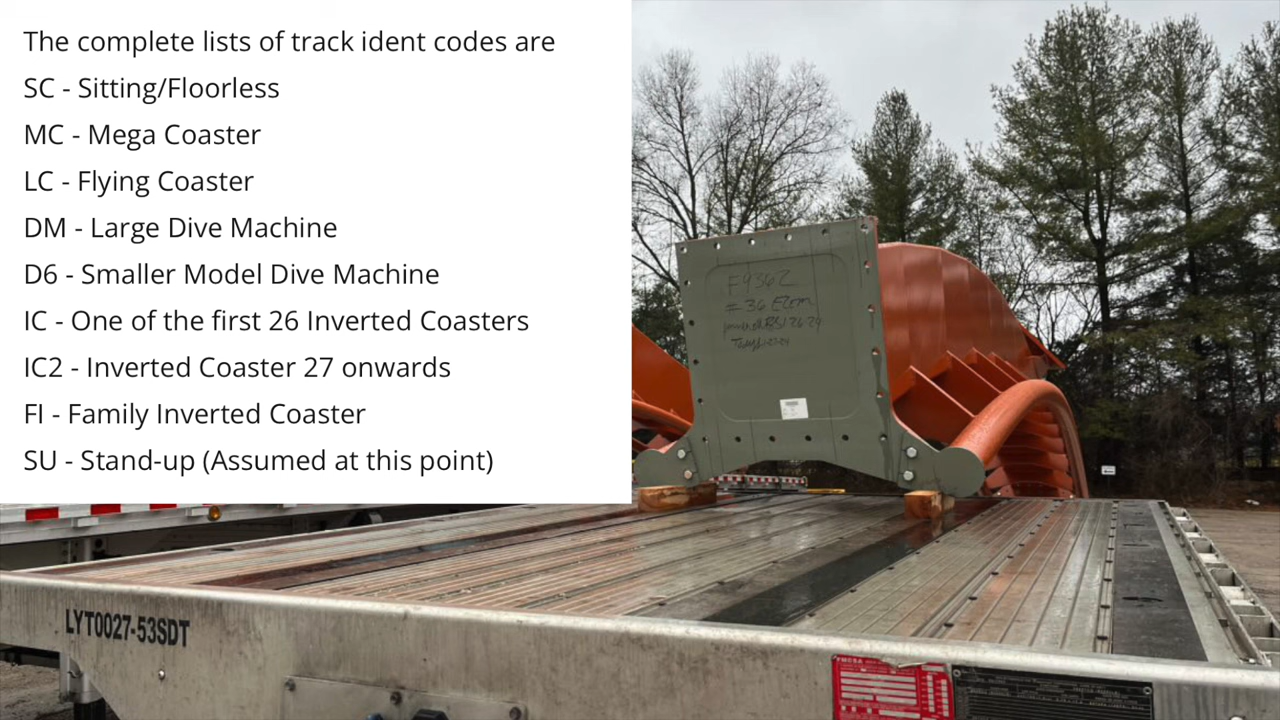 The complete lists of track ident codes are
SC - Sitting/Floorless
MC - Mega Coaster
LC - Flying Coaster
DM - Large Dive Machine
D6 - Smaller Model Dive Machine
IC - One of the first 26 Inverted Coasters
IC2 - Inverted Coaster 27 onwards
FI - Family Inverted Coaster
SU - Stand-up (Assumed at this point)
F9362
#36
LYT0027-53SDT